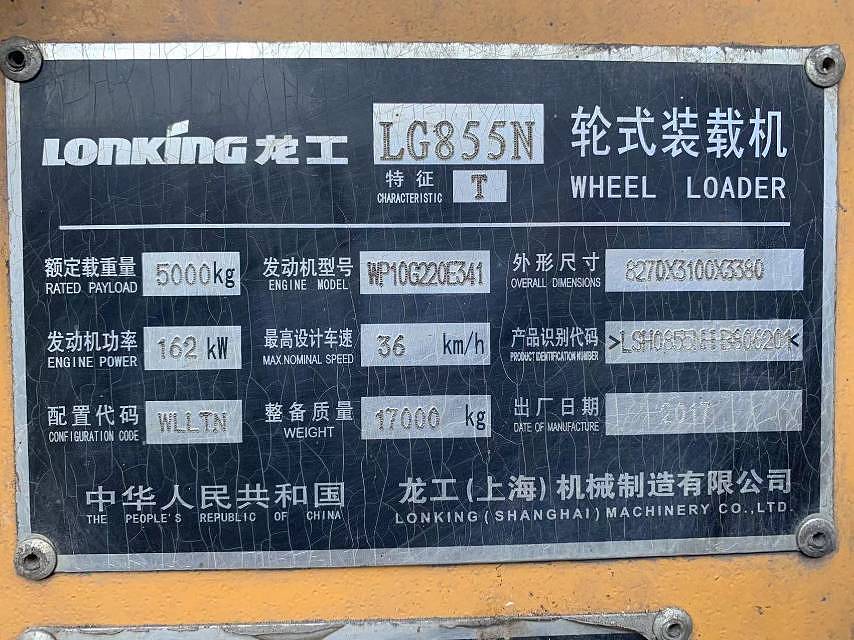 LONKING 龙工 LG855N 轮式装载机
特征 CHARACTERISTIC T WHEEL LOADER
额定载重量 RATED PAYLOAD 5000kg 发动机型号 ENGINE MODEL WP10G220E341 外形尺寸 OVERALL DIMENSIONS 8270X3100X3380
发动机功率 ENGINE POWER 162 kW 最高设计车速 MAX.NOMINAL SPEED 36 km/h 产品识别代码 PRODUCT IDENTIFICATION NUMBER
配置代码 CONFIGURATION CODE WLLTN 整备质量 WEIGHT 17000 kg 出厂日期 DATE OF MANUFACTURE
中华人民共和国 龙工(上海)机械制造有限公司
THE PEOPLE'S REPUBLIC OF CHINA LONKING (SHANGHAI) MACHINERY CO.,LTD.